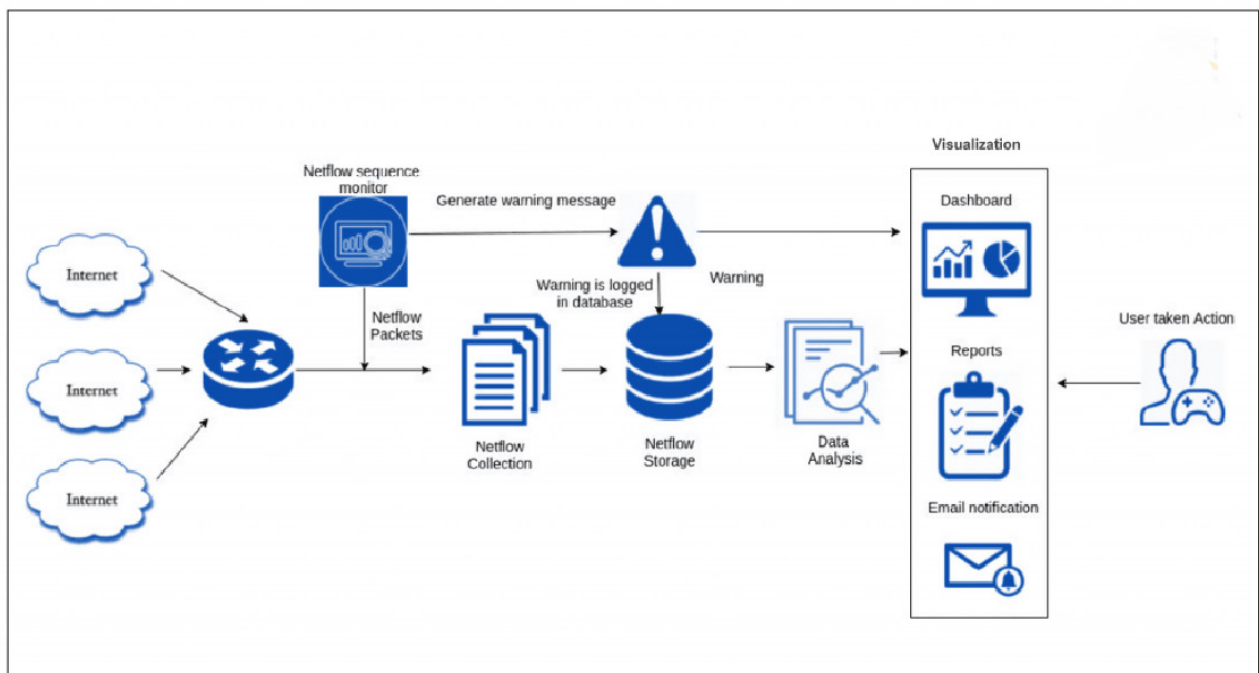 Visualization
Netflow sequence
monitor
Generate warning message
Dashboard
Internet
Warning is logged
in database
Warning
Netflow
Packets
User taken Action
Reports
Internet
Netflow
Collection
Netflow
Storage
Data
Analysis
Internet
Email notification